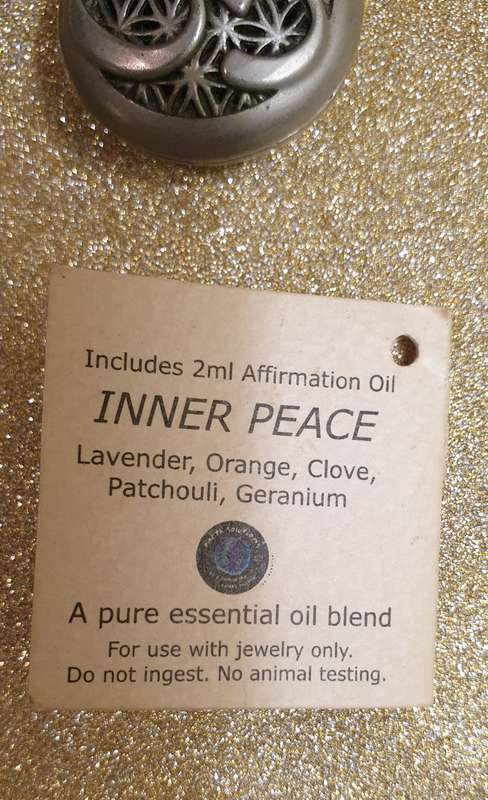 Includes 2ml Affirmation Oil
INNER PEACE
Lavender, Orange, Clove,
Patchouli, Geranium
A pure essential oil blend
For use with jewelry only.
Do not ingest. No animal testing.